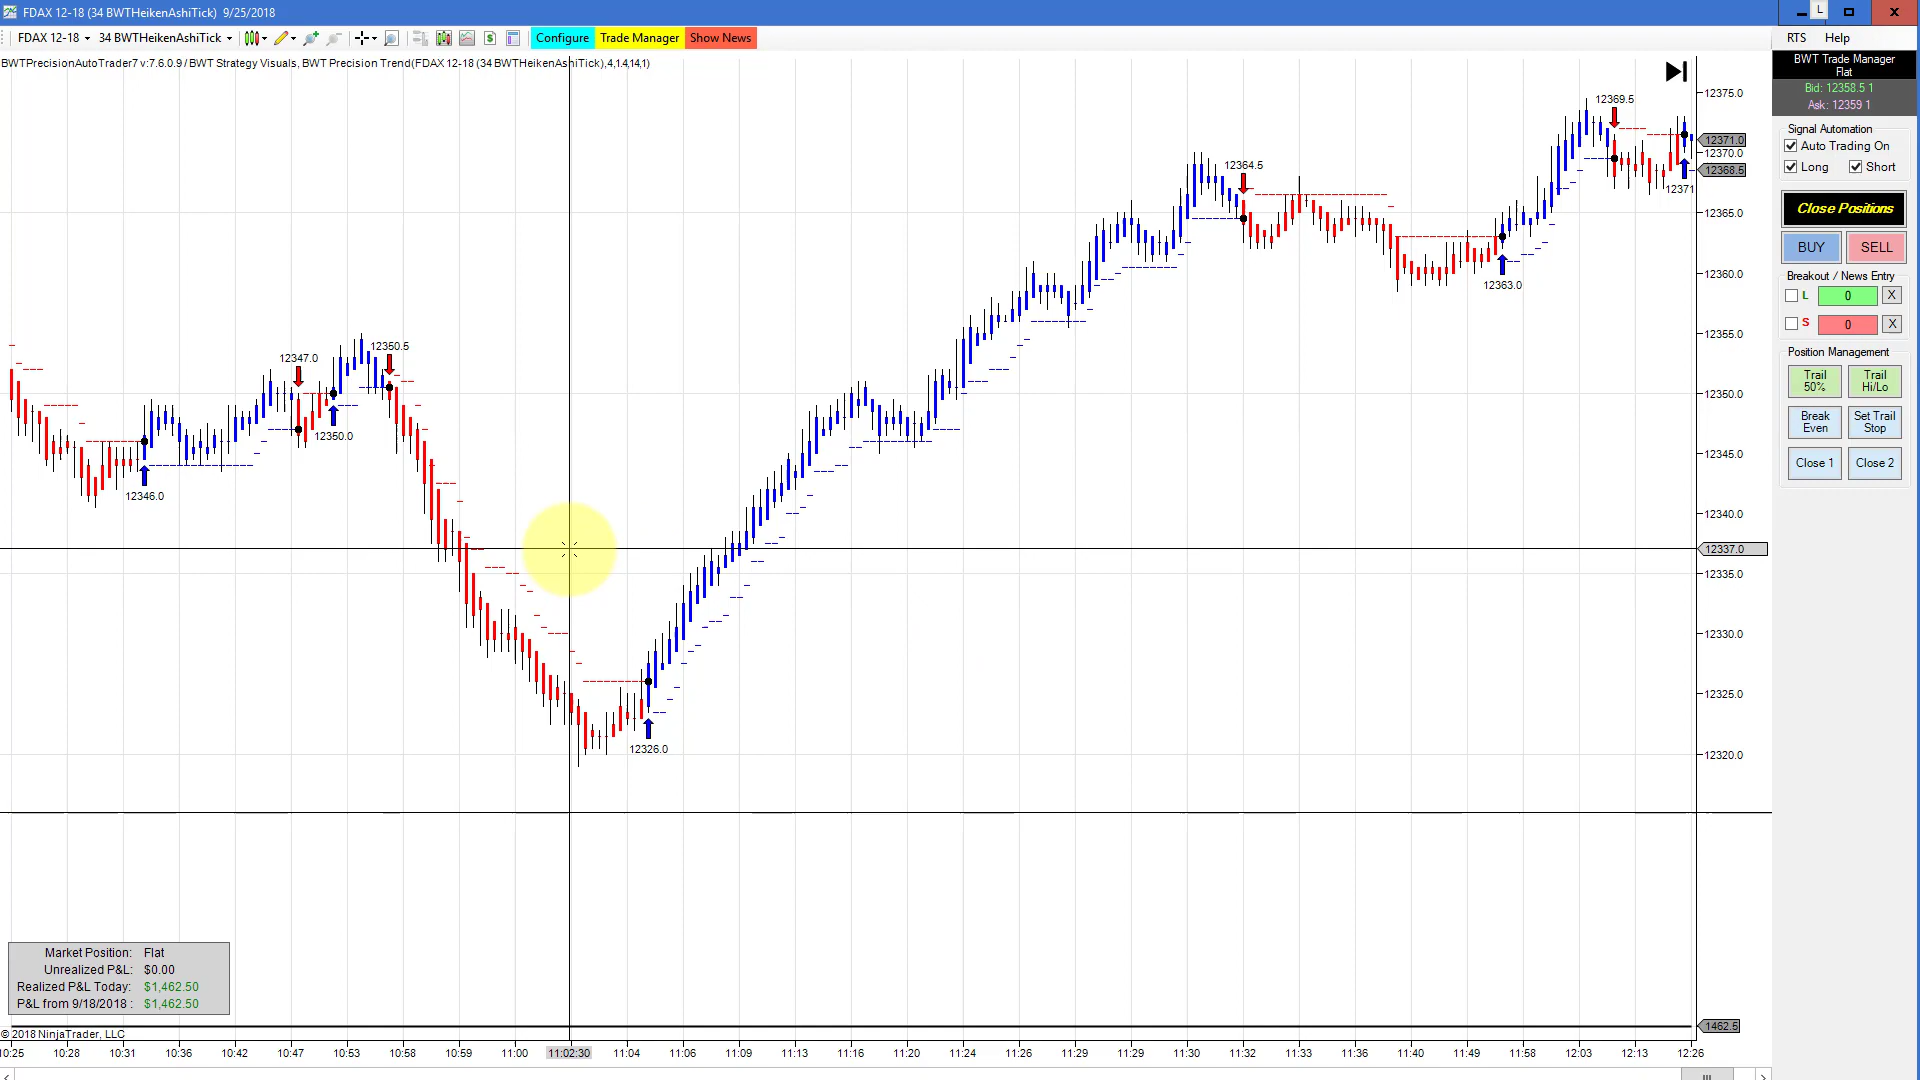 FDAX 12-18 (34 BWTHeikenAshiTick)  9/25/2018
L
FDAX 12-18
34 BWTHeikenAshiTick
Configure
Trade Manager
Show News
RTS
Help
BWTPrecisionAutoTrader7 v:7.6.0.9 / BWT Strategy Visuals, BWT Precision Trend(FDAX 12-18 (34 BWTHeikenAshiTick),4,1.4,14,1)
BWT Trade Manager
Flat
Bid: 12358.5 1
Ask: 12359 1
Signal Automation
Auto Trading On
Long
Short
Close Positions
BUY
SELL
Breakout / News Entry
L
0
X
S
0
X
Position Management
Trail
50%
Trail
Hi/Lo
Break
Even
Set Trail
Stop
Close 1
Close 2
12369.5
12364.5
12371
12363.0
12347.0
12350.5
12350.0
12346.0
12326.0
12375.0
12371.0
12370.0
12368.5
12365.0
12360.0
12355.0
12350.0
12345.0
12340.0
12337.0
12335.0
12330.0
12325.0
12320.0
1462.5
Market Position: Flat
Unrealized P&L: $0.00
Realized P&L Today: $1,462.50
P&L from 9/18/2018 : $1,462.50
© 2018 NinjaTrader, LLC
10:25 10:28 10:31 10:36 10:42 10:47 10:53 10:58 10:59 11:00 11:02:30 11:04 11:06 11:09 11:13 11:16 11:20 11:24 11:26 11:29 11:29 11:30 11:32 11:33 11:36 11:40 11:49 11:58 12:03 12:13 12:26